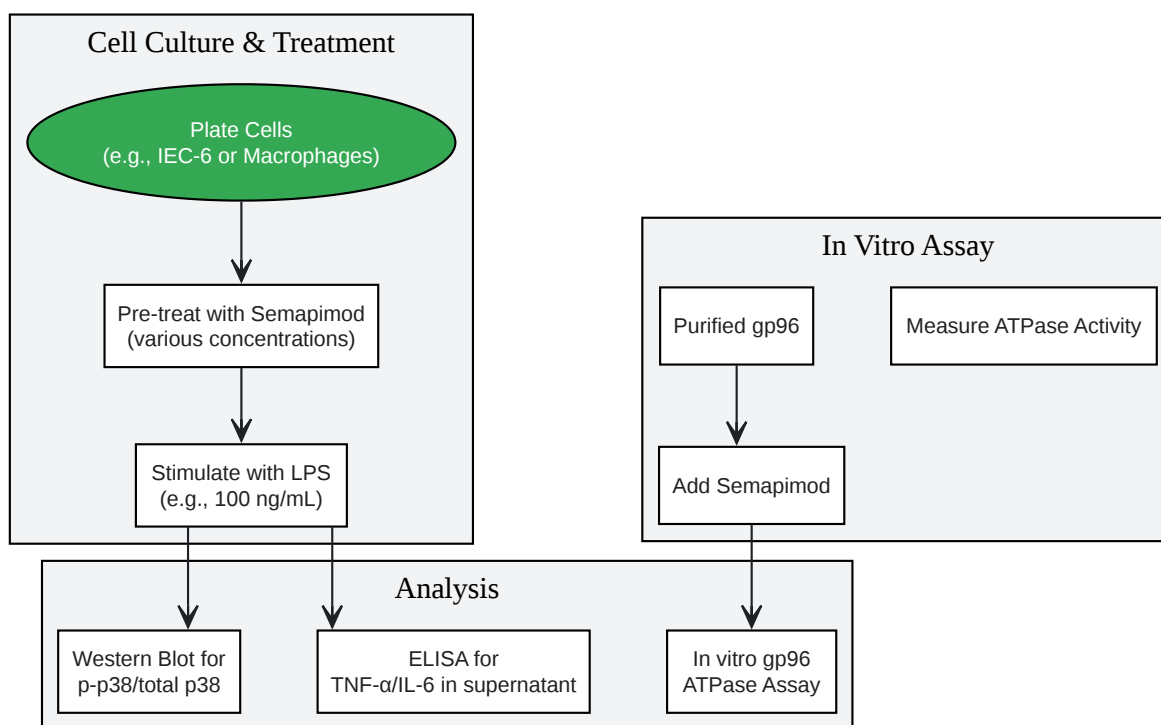 Cell Culture & Treatment
Plate Cells
(e.g., IEC-6 or Macrophages)
Pre-treat with Semapimod
(various concentrations)
Stimulate with LPS
(e.g., 100 ng/mL)
In Vitro Assay
Purified gp96
Measure ATPase Activity
Add Semapimod
Analysis
Western Blot for
p-p38/total p38
ELISA for
TNF-α/IL-6 in supernatant
In vitro gp96
ATPase Assay